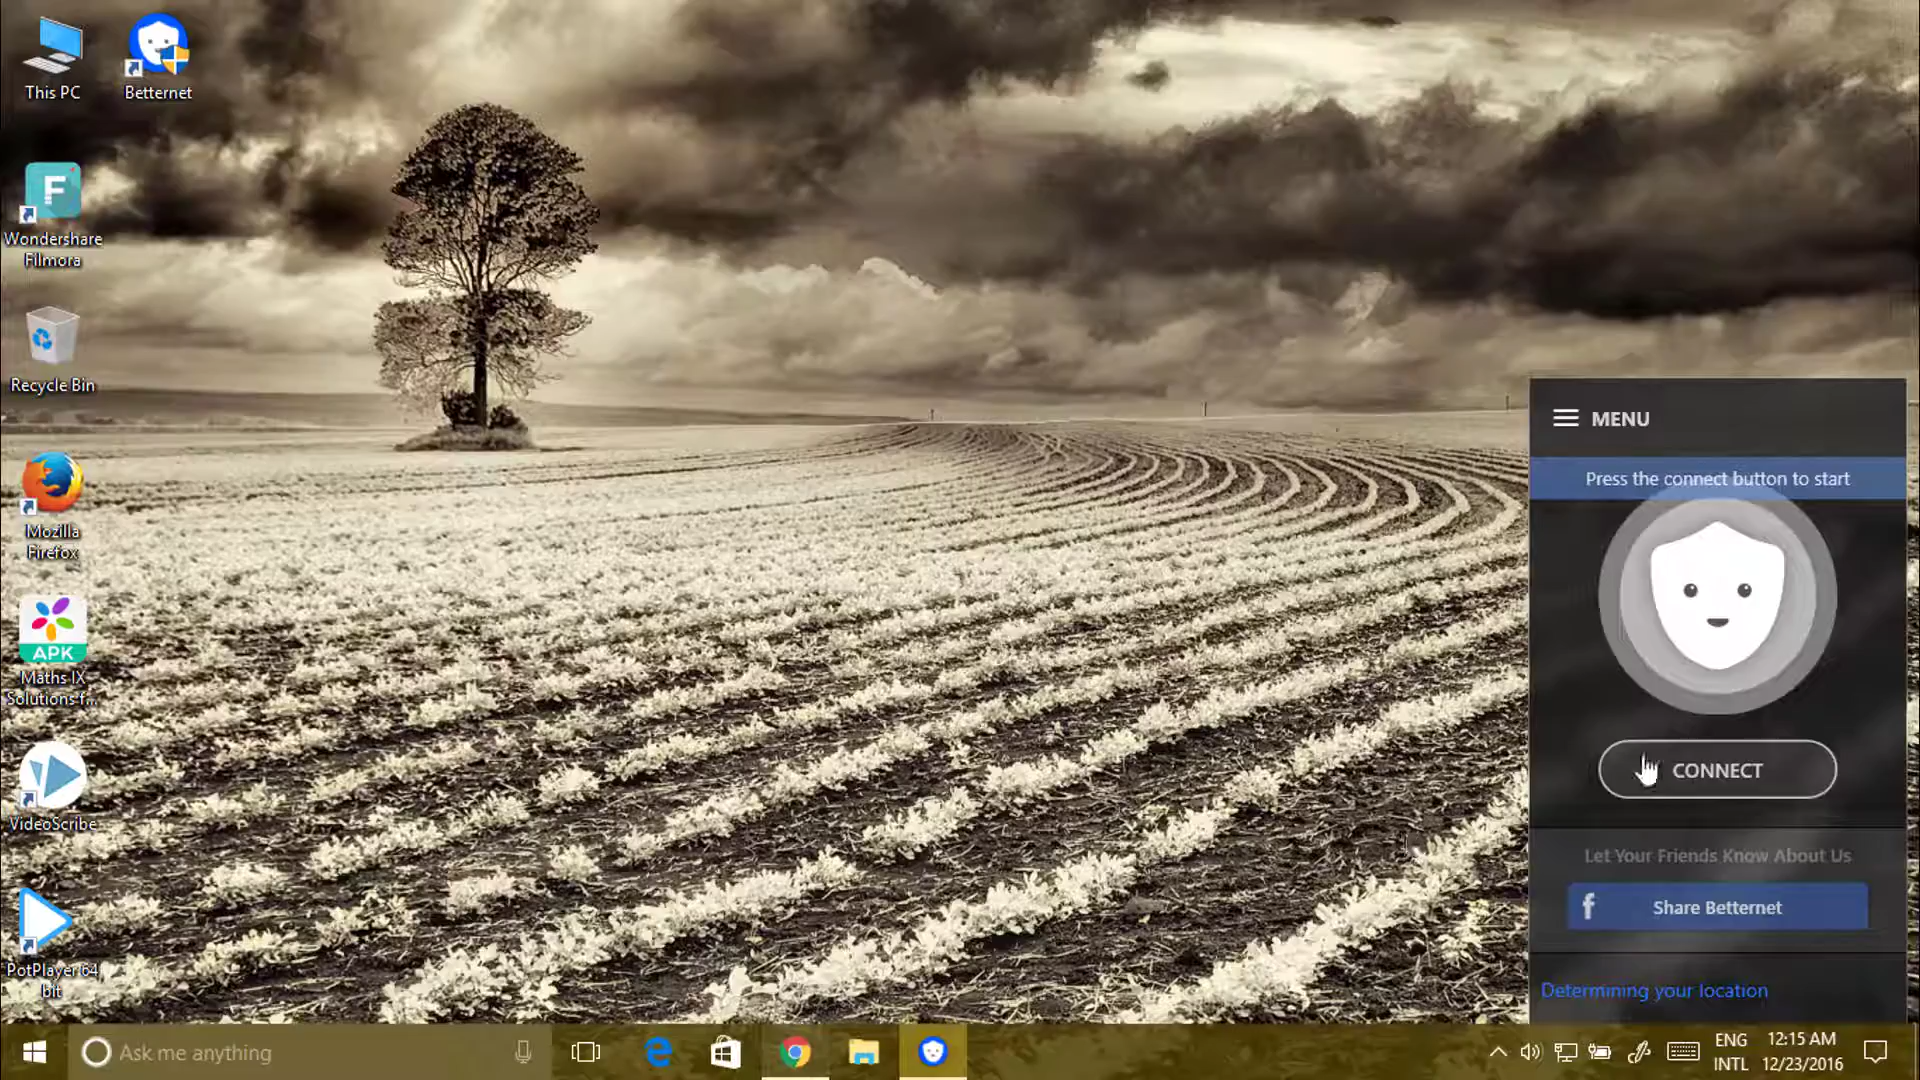 This PC
Betternet
F
Wondershare
Filmora
Recycle Bin
Mozilla
Firefox
APK
Maths IX
Solutions f...
VideoScribe
PotPlayer 64
bit
MENU
Press the connect button to start
CONNECT
Let Your Friends Know About Us
f
Share Betternet
Determining your location
Ask me anything
ENG
INTL
12:15 AM
12/23/2016